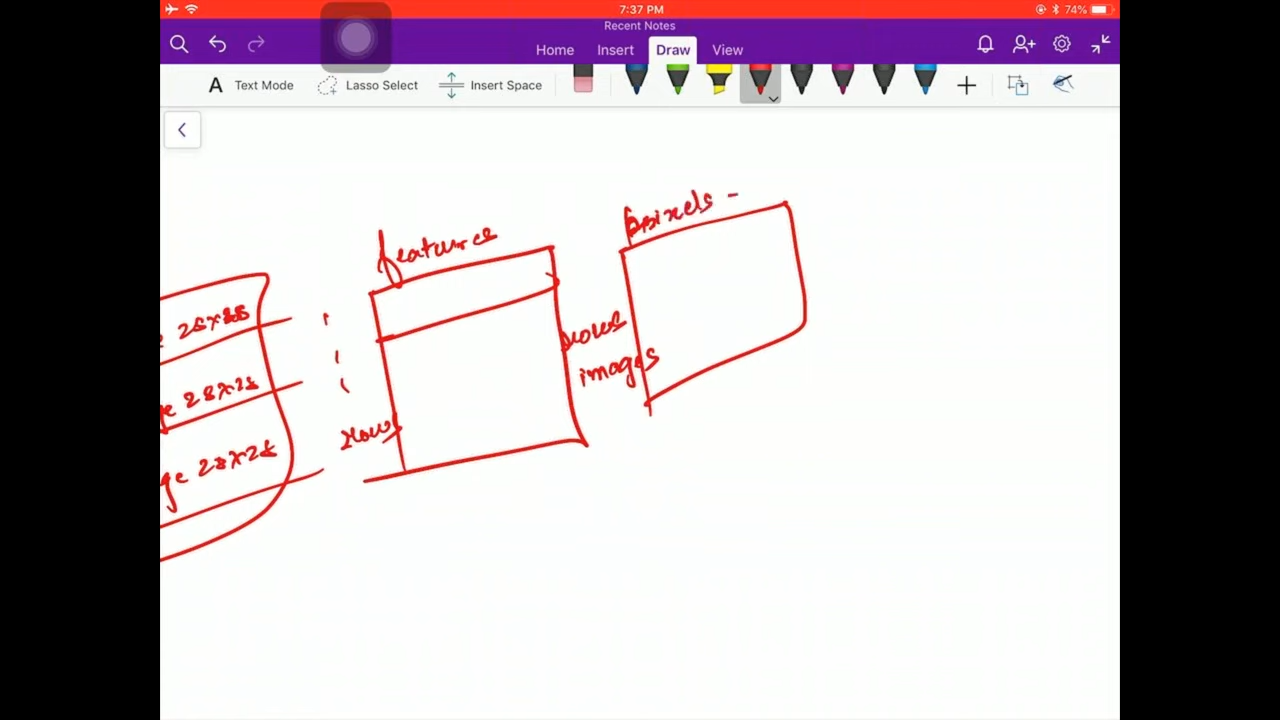 7:37 PM
74%
Recent Notes
Home Insert Draw View
A Text Mode Lasso Select Insert Space
pixels -
features
rows
images
rows
28x28
ge 28x28
ge 28x28